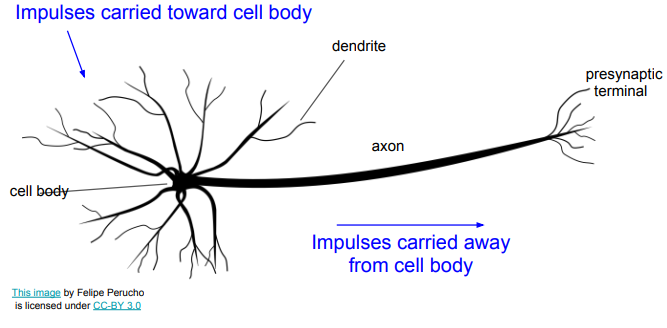 Impulses carried toward cell body
dendrite
presynaptic
terminal
axon
cell body
Impulses carried away
from cell body
This image by Felipe Perucho
is licensed under CC-BY 3.0